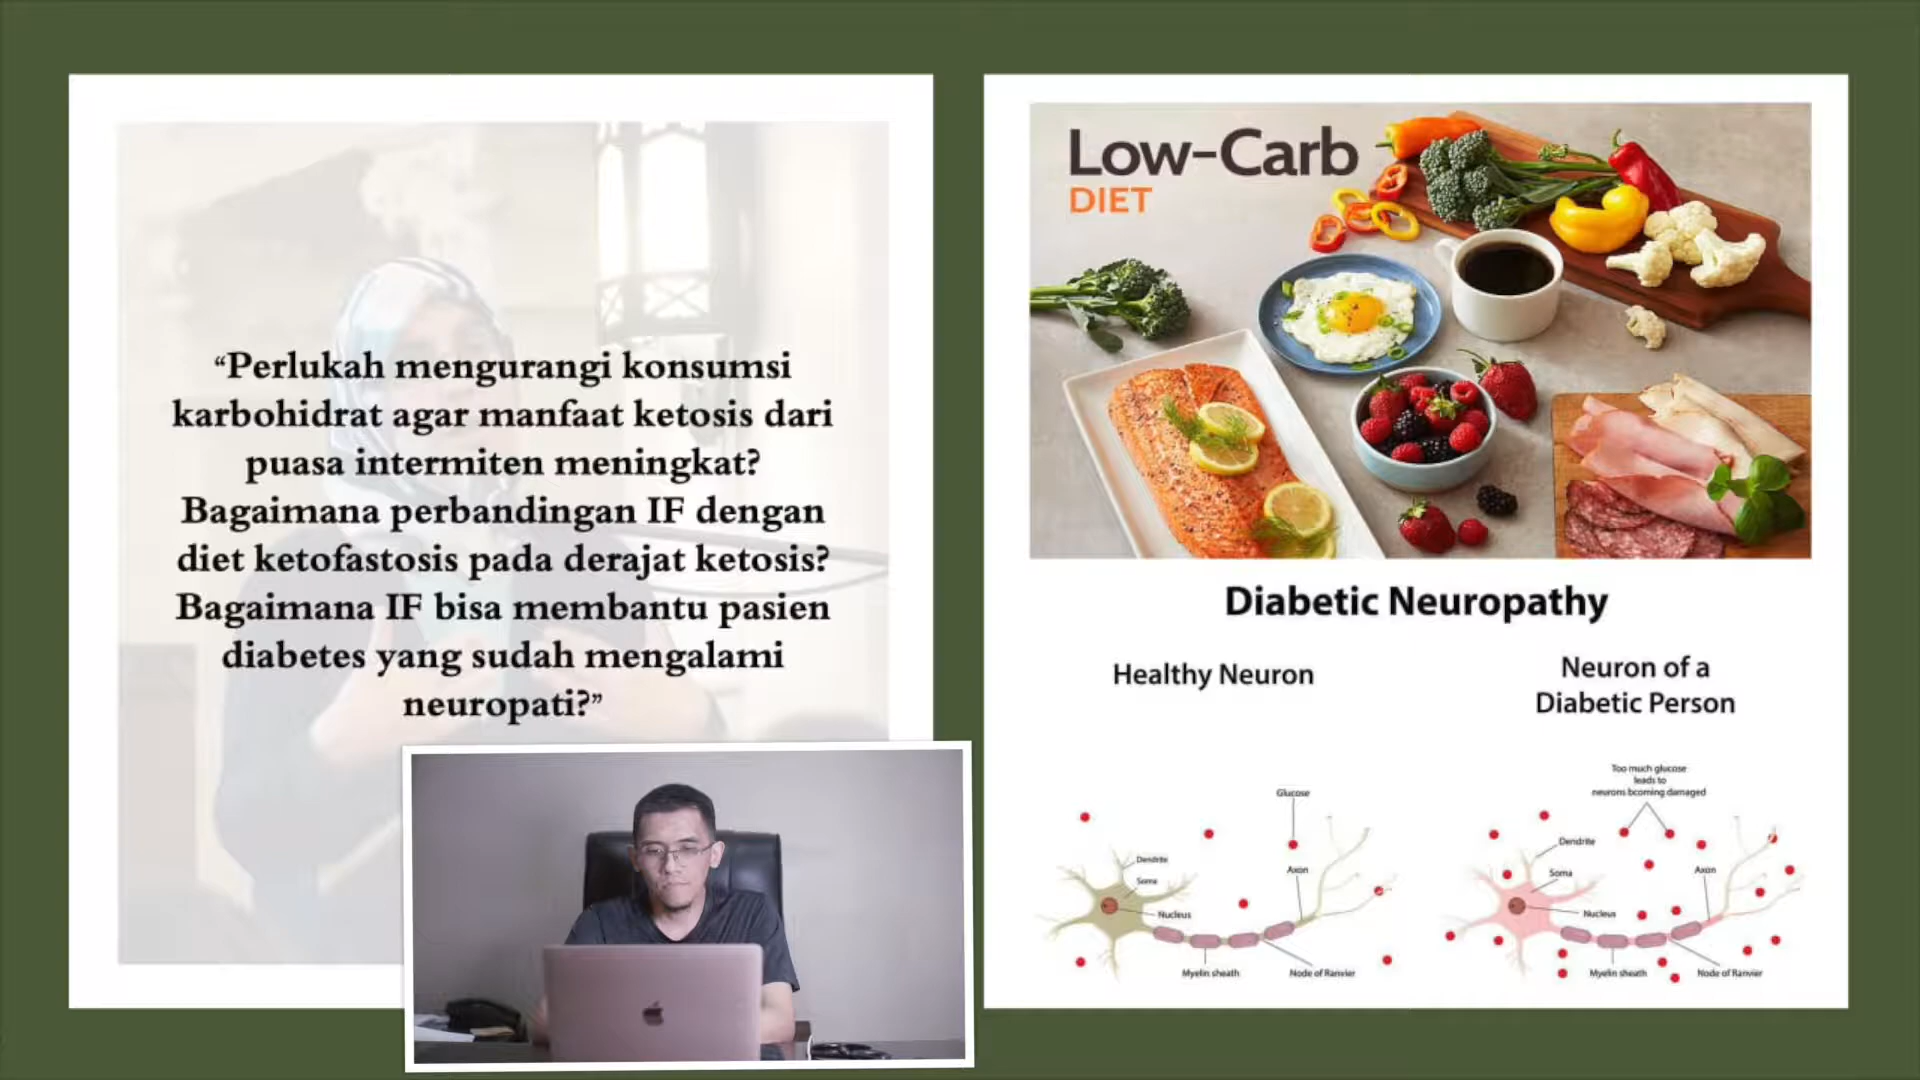 “Perlukah mengurangi konsumsi
karbohidrat agar manfaat ketosis dari
puasa intermiten meningkat?
Bagaimana perbandingan IF dengan
diet ketofastosis pada derajat ketosis?
Bagaimana IF bisa membantu pasien
diabetes yang sudah mengalami
neuropati?”
Low-Carb
DIET
Diabetic Neuropathy
Healthy Neuron
Neuron of a
Diabetic Person
Glucose
Dendrite
Soma
Axon
Nucleus
Myelin sheath
Node of Ranvier
Too much glucose
leads to
neurons bcoming damaged
Dendrite
Soma
Axon
Nucleus
Myelin sheath
Node of Ranvier